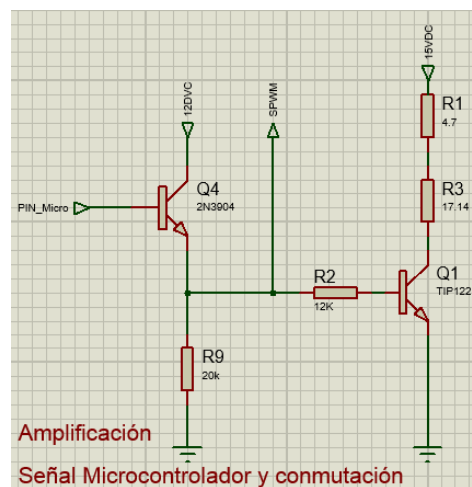 15VDC
12DVC
SPWM
R1
4.7
Q4
2N3904
R3
17.14
PIN_Micro
R2
12K
Q1
TIP122
R9
20k
Amplificación
Señal Microcontrolador y conmutación